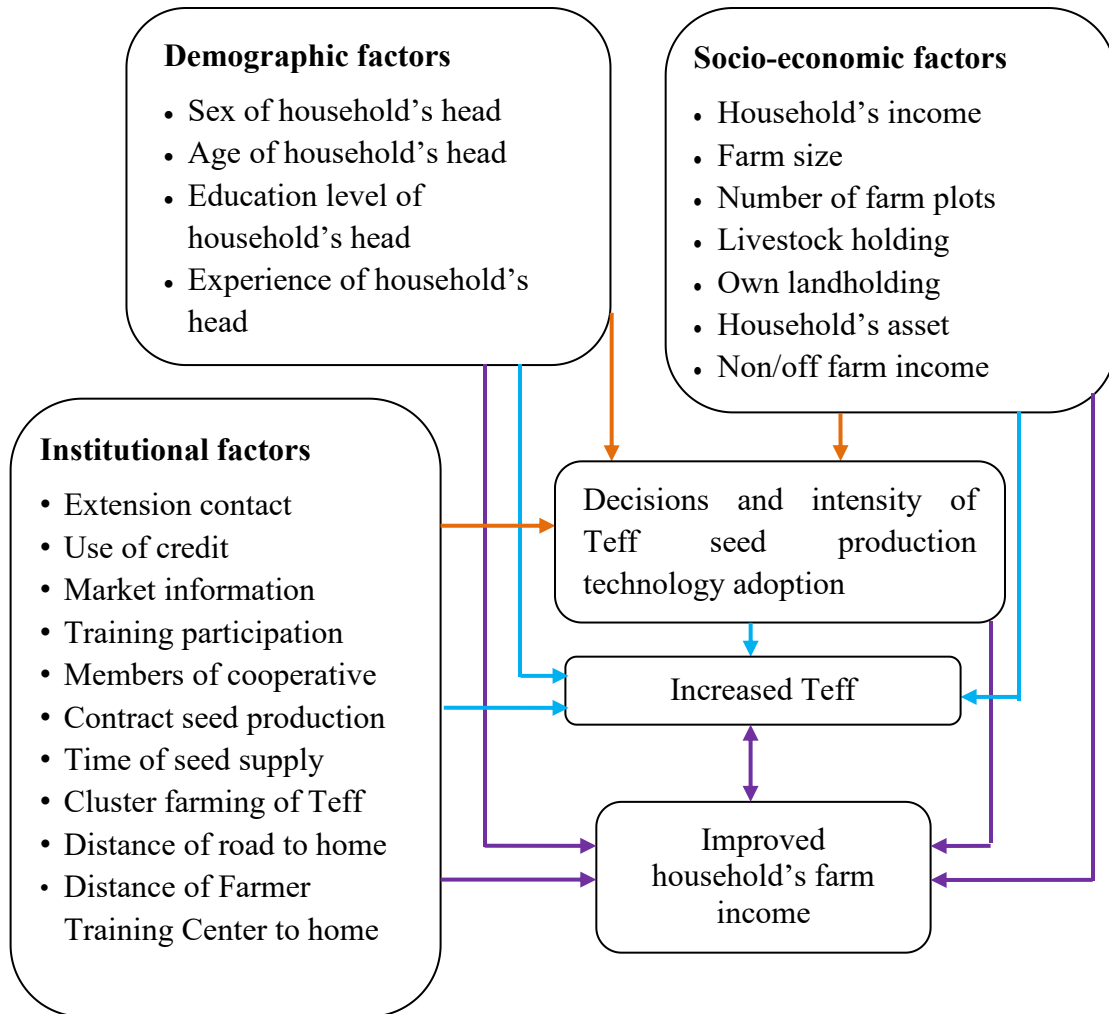 Demographic factors
• Sex of household’s head
• Age of household’s head
• Education level of
household’s head
• Experience of household’s
head
Socio-economic factors
• Household’s income
• Farm size
• Number of farm plots
• Livestock holding
• Own landholding
• Household’s asset
• Non/off farm income
Institutional factors
• Extension contact
• Use of credit
• Market information
• Training participation
• Members of cooperative
• Contract seed production
• Time of seed supply
• Cluster farming of Teff
• Distance of road to home
• Distance of Farmer
Training Center to home
Decisions and intensity of
Teff seed production
technology adoption
Increased Teff
Improved
household’s farm
income